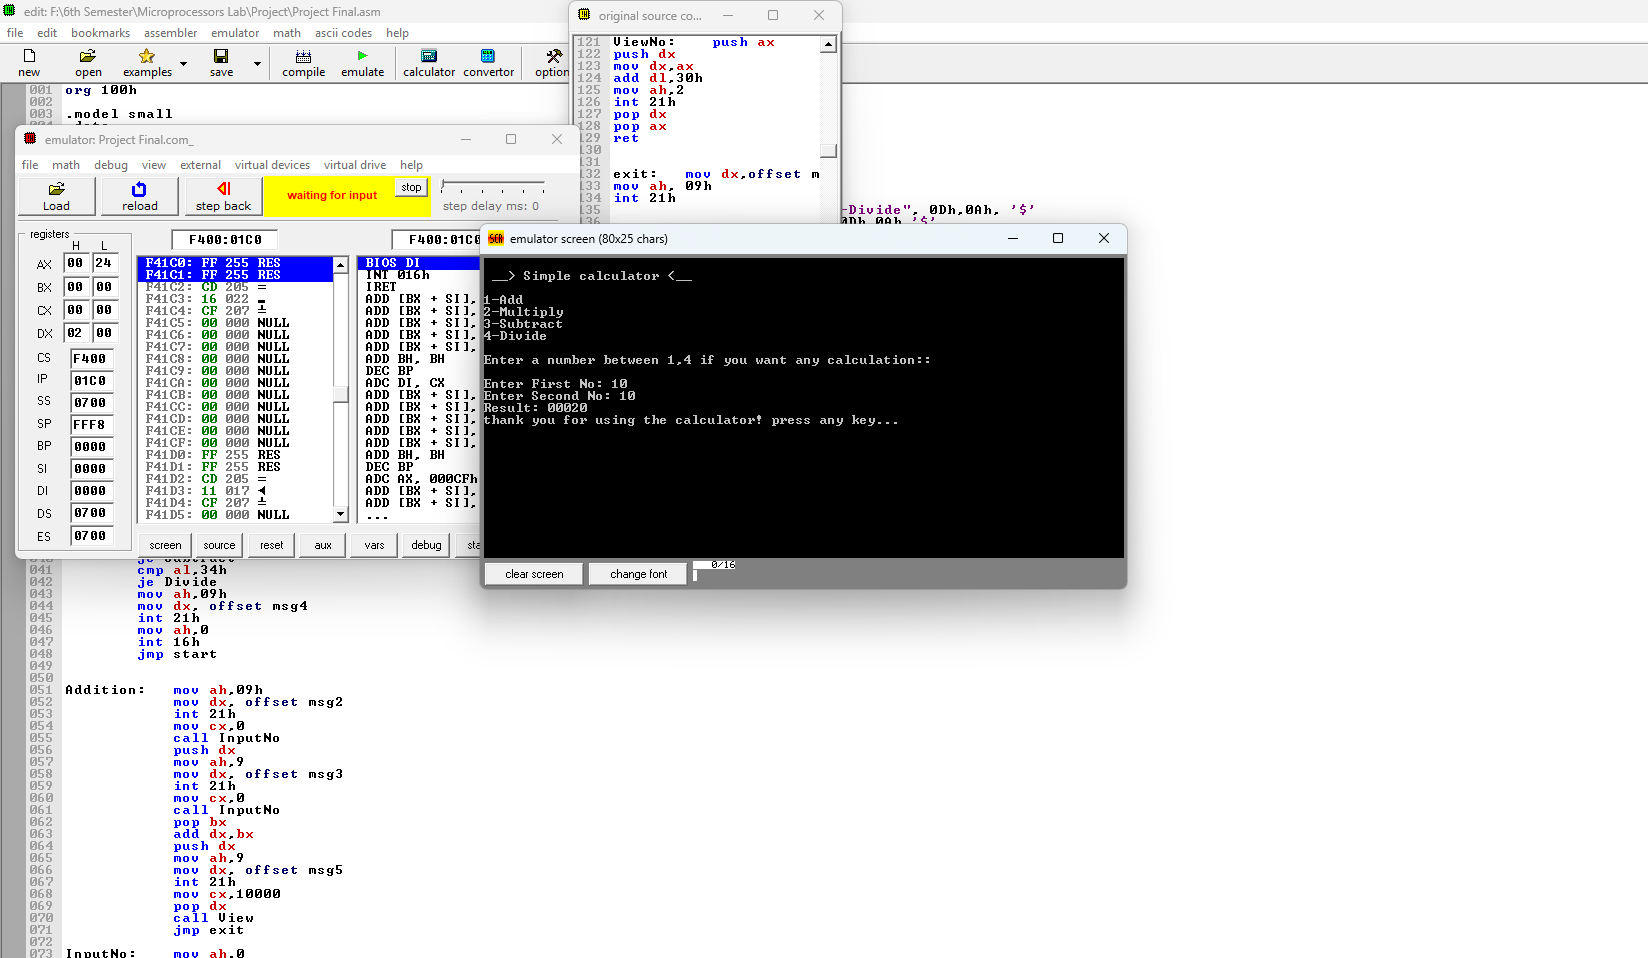 edit: F:\6th Semester\Microprocessors Lab\Project\Project Final.asm
file edit bookmarks assembler emulator math ascii codes help
new open examples save compile emulate calculator convertor option
001 org 100h
002
003 .model small
original source co...
121 ViewNo: push ax
122 push dx
123 mov dx,ax
124 add dl,30h
125 mov ah,2
126 int 21h
127 pop dx
128 pop ax
129 ret
130
131
132 exit: mov dx,offset m
133 mov ah, 09h
134 int 21h
135
136
-Divide", 0Dh,0Ah, '$'
0Dh,0Ah,'$'
emulator: Project Final.com_
file math debug view external virtual devices virtual drive help
Load reload step back waiting for input stop step delay ms: 0
registers F400:01C0 F400:01C0
H L
AX 00 24
BX 00 00
CX 00 00
DX 02 00
CS F400
IP 01C0
SS 0700
SP FFF8
BP 0000
SI 0000
DI 0000
DS 0700
ES 0700
F41C0: FF 255 RES
F41C1: FF 255 RES
F41C2: CD 205 =
F41C3: 16 022
F41C4: CF 207
F41C5: 00 000 NULL
F41C6: 00 000 NULL
F41C7: 00 000 NULL
F41C8: 00 000 NULL
F41C9: 00 000 NULL
F41CA: 00 000 NULL
F41CB: 00 000 NULL
F41CC: 00 000 NULL
F41CD: 00 000 NULL
F41CE: 00 000 NULL
F41CF: 00 000 NULL
F41D0: FF 255 RES
F41D1: FF 255 RES
F41D2: CD 205 =
F41D3: 11 017 ◄
F41D4: CF 207
F41D5: 00 000 NULL
BIOS DI
INT 016h
IRET
ADD [BX + SI],
ADD [BX + SI],
ADD [BX + SI],
ADD [BX + SI],
ADD [BX + SI],
ADD BH, BH
DEC BP
ADC DI, CX
ADD [BX + SI],
ADD [BX + SI],
ADD [BX + SI],
ADD [BX + SI],
ADD [BX + SI],
ADD BH, BH
DEC BP
ADC AX, 000CFh
ADD [BX + SI],
ADD [BX + SI],
...
screen source reset aux vars debug sta
emulator screen (80x25 chars)
__> Simple calculator <__
1-Add
2-Multiply
3-Subtract
4-Divide
Enter a number between 1,4 if you want any calculation::
Enter First No: 10
Enter Second No: 10
Result: 00020
thank you for using the calculator! press any key...
clear screen change font 0/16
041 cmp al,34h
042 je Divide
043 mov ah,09h
044 mov dx, offset msg4
045 int 21h
046 mov ah,0
047 int 16h
048 jmp start
049
050
051 Addition: mov ah,09h
052 mov dx, offset msg2
053 int 21h
054 mov cx,0
055 call InputNo
056 push dx
057 mov ah,9
058 mov dx, offset msg3
059 int 21h
060 mov cx,0
061 call InputNo
062 pop bx
063 add dx,bx
064 push dx
065 mov ah,9
066 mov dx, offset msg5
067 int 21h
068 mov cx,10000
069 pop dx
070 call View
071 jmp exit
072
073 InputNo: mov ah,0